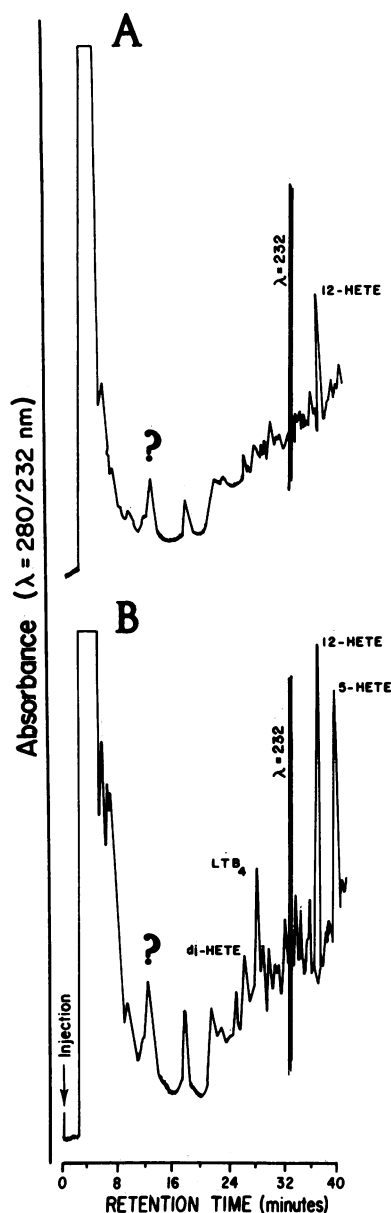 A
λ=232
12-HETE
?
Absorbance (λ = 280/232 nm)
B
12-HETE
5-HETE
λ=232
LTB4
di-HETE
?
Injection
0 8 16 24 32 40
RETENTION TIME (minutes)